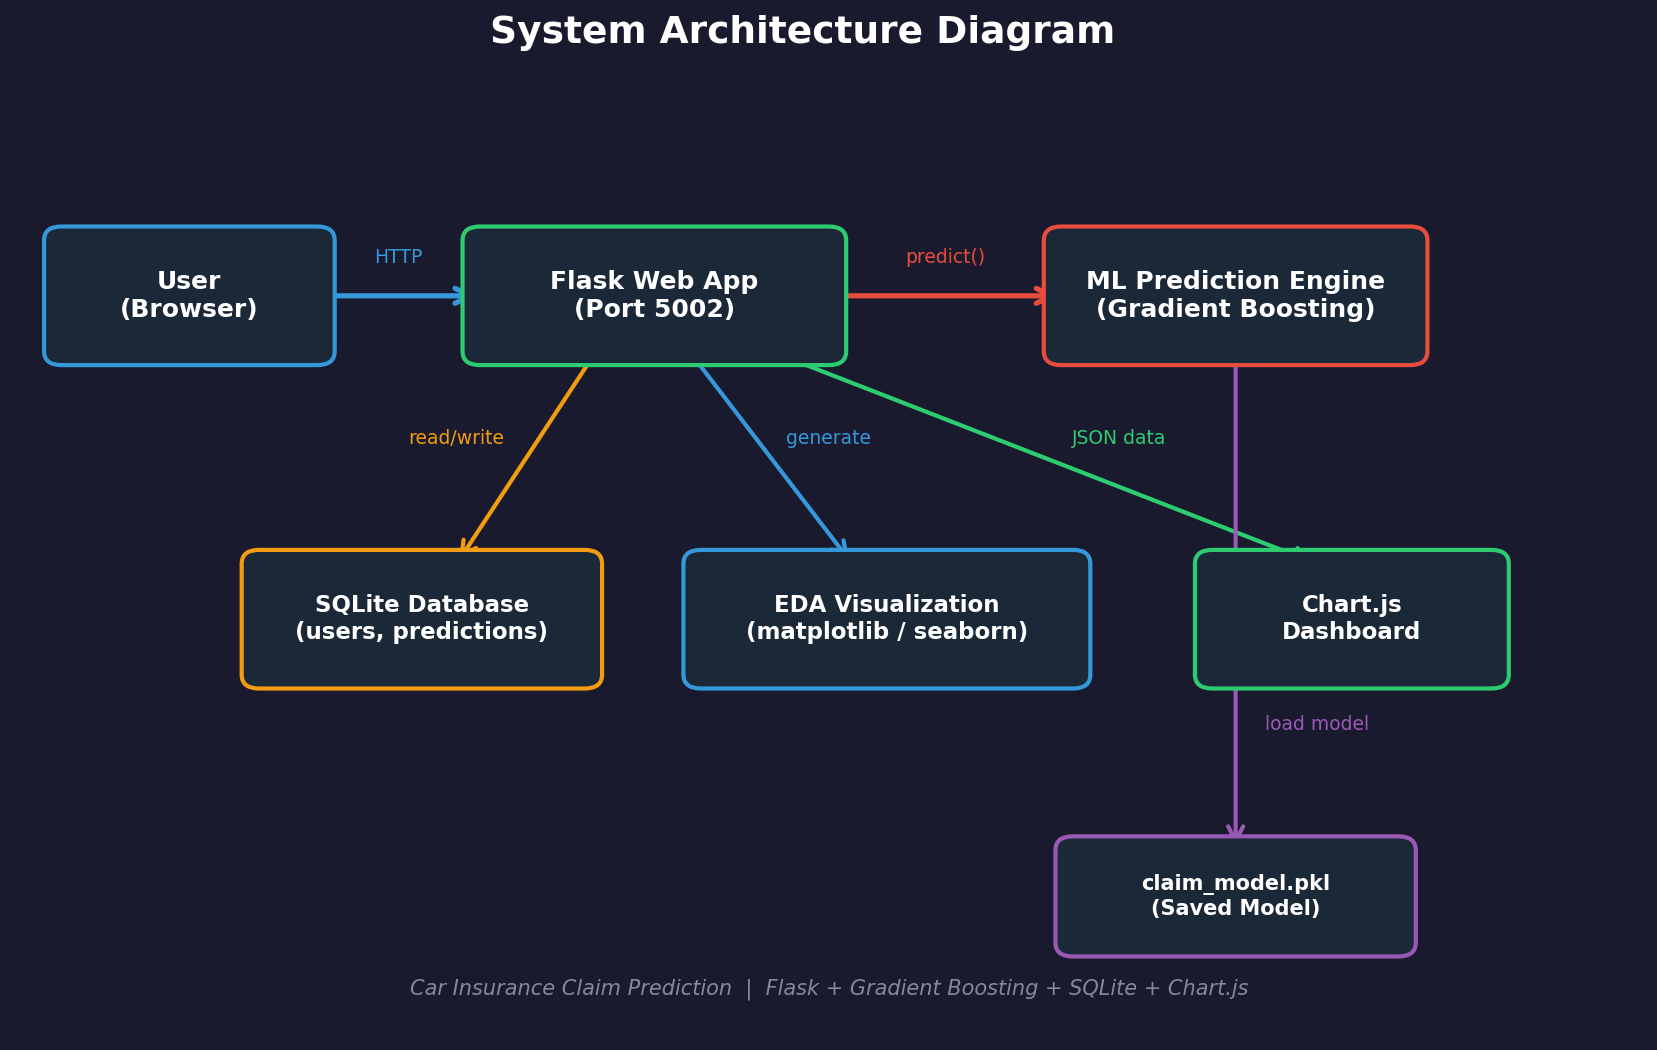 System Architecture Diagram
User
(Browser)
HTTP
Flask Web App
(Port 5002)
predict()
ML Prediction Engine
(Gradient Boosting)
read/write
generate
JSON data
SQLite Database
(users, predictions)
EDA Visualization
(matplotlib / seaborn)
Chart.js
Dashboard
load model
claim_model.pkl
(Saved Model)
Car Insurance Claim Prediction | Flask + Gradient Boosting + SQLite + Chart.js